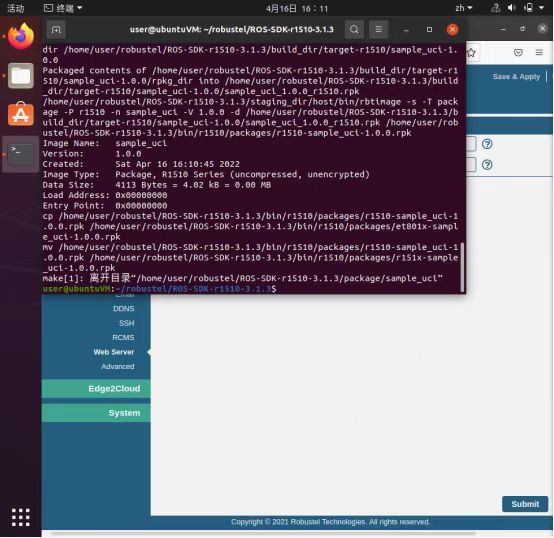 活动
终端
4月16日 16：11
zh
user@ubuntuVM: ~/robustel/ROS-SDK-r1510-3.1.3
dir /home/user/robustel/ROS-SDK-r1510-3.1.3/build_dir/target-r1510/sample_uci-1.
0.0
Packaged contents of /home/user/robustel/ROS-SDK-r1510-3.1.3/build_dir/target-r1
510/sample_uci-1.0.0/rpkg_dir into /home/user/robustel/ROS-SDK-r1510-3.1.3/build
_dir/target-r1510/sample_uci-1.0.0/sample_uci_1.0.0_r1510.rpk
/home/user/robustel/ROS-SDK-r1510-3.1.3/staging_dir/host/bin/rbtimage -s -T pack
age -P r1510 -n sample_uci -V 1.0.0 -d /home/user/robustel/ROS-SDK-r1510-3.1.3/b
uild_dir/target-r1510/sample_uci-1.0.0/sample_uci_1.0.0_r1510.rpk /home/user/rob
ustel/ROS-SDK-r1510-3.1.3/bin/r1510/packages/r1510-sample_uci-1.0.0.rpk
Image Name: sample_uci
Version: 1.0.0
Created: Sat Apr 16 16:10:45 2022
Image Type: Package, R1510 Series (uncompressed, unencrypted)
Data Size: 4113 Bytes = 4.02 kB = 0.00 MB
Load Address: 0x00000000
Entry Point: 0x00000000
cp /home/user/robustel/ROS-SDK-r1510-3.1.3/bin/r1510/packages/r1510-sample_uci-1
.0.0.rpk /home/user/robustel/ROS-SDK-r1510-3.1.3/bin/r1510/packages/et801x-sampl
e_uci-1.0.0.rpk
mv /home/user/robustel/ROS-SDK-r1510-3.1.3/bin/r1510/packages/r1510-sample_uci-1
.0.0.rpk /home/user/robustel/ROS-SDK-r1510-3.1.3/bin/r1510/packages/r151x-sample
_uci-1.0.0.rpk
make[1]: 离开目录“/home/user/robustel/ROS-SDK-r1510-3.1.3/package/sample_uci”
user@ubuntuVM:~/robustel/ROS-SDK-r1510-3.1.3$
Save & Apply
Email
DDNS
SSH
RCMS
Web Server
Advanced
Edge2Cloud
System
Submit
Copyright © 2021 Robustel Technologies. All rights reserved.